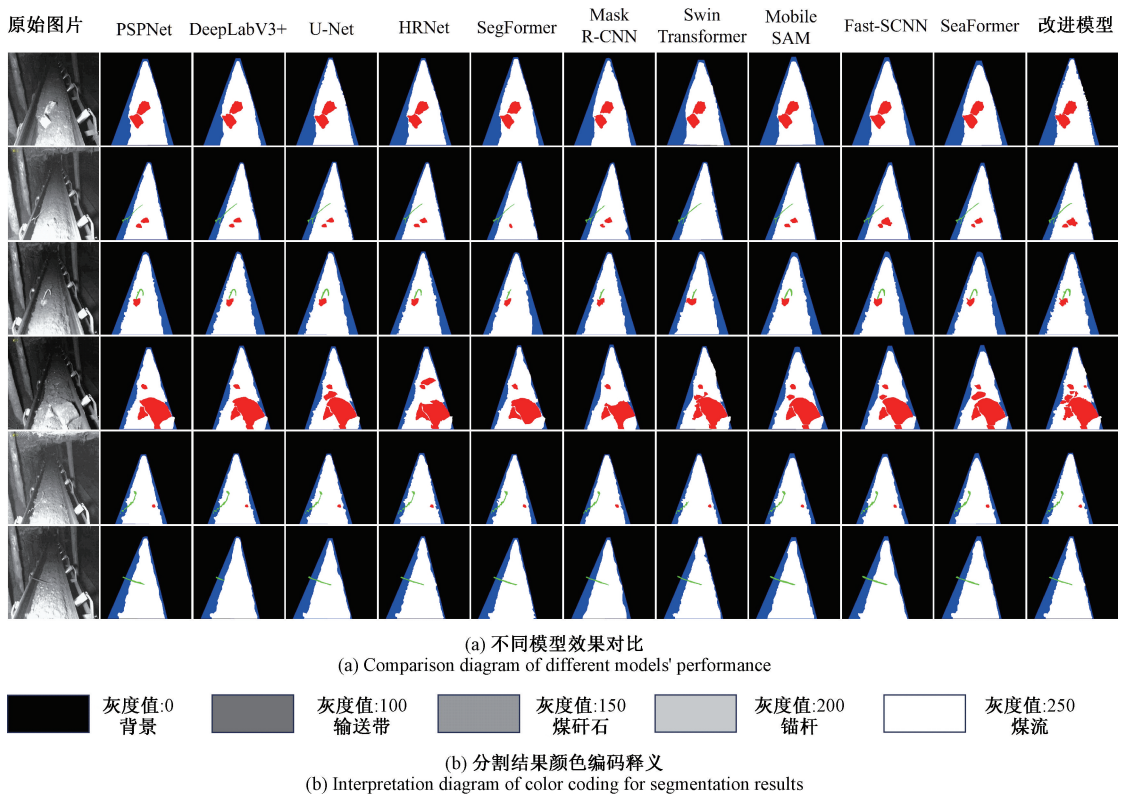 原始图片 PSPNet DeepLabV3+ U-Net HRNet SegFormer Mask R-CNN Swin Transformer Mobile SAM Fast-SCNN SeaFormer 改进模型
(a) 不同模型效果对比
(a) Comparison diagram of different models' performance
灰度值:0 灰度值:100 灰度值:150 灰度值:200 灰度值:250
背景 输送带 煤矸石 锚杆 煤流
(b) 分割结果颜色编码释义
(b) Interpretation diagram of color coding for segmentation results